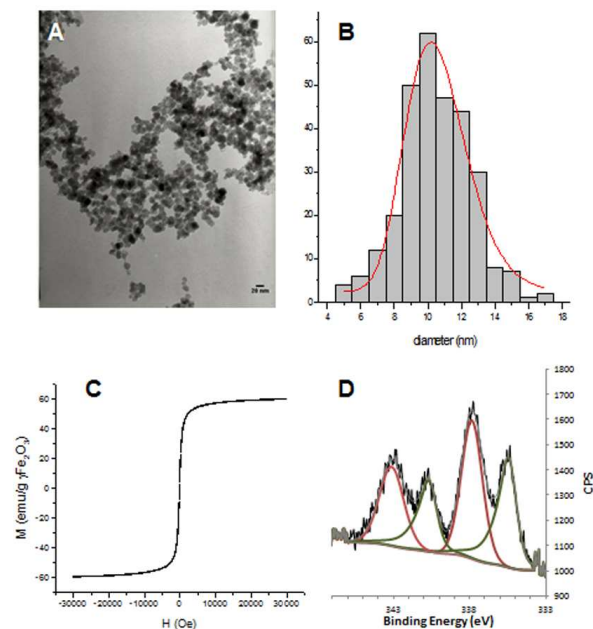 A
20 nm
B
60
50
40
30
20
10
0
4 6 8 10 12 14 16 18
diameter (nm)
C
60
40
20
0
-20
-40
-60
M (emu/g γFe2O3)
-30000 -20000 -10000 0 10000 20000 30000
H (Oe)
D
1800
1700
1600
1500
1400
1300
1200
1100
1000
900
CPS
343 338 333
Binding Energy (eV)